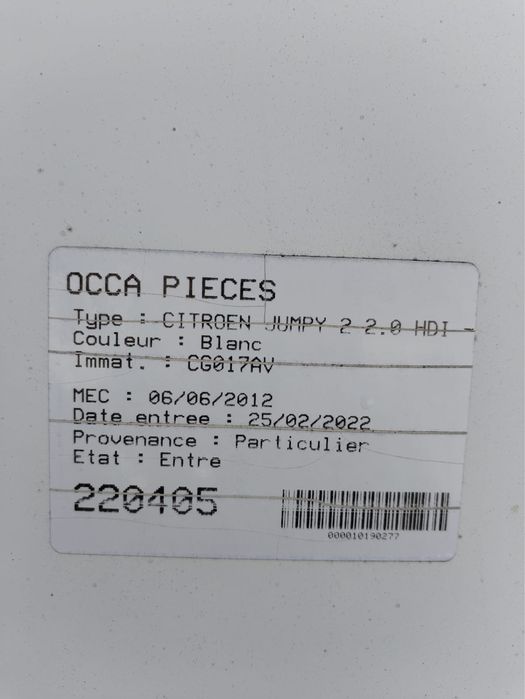 OCCA PIECES
Type : CITROEN JUMPY 2 2.0 HDI -
Couleur : Blanc
Immat. : CG017AV
MEC : 06/06/2012
Date entree : 25/02/2022
Provenance : Particulier
Etat : Entre
220405
000010190277